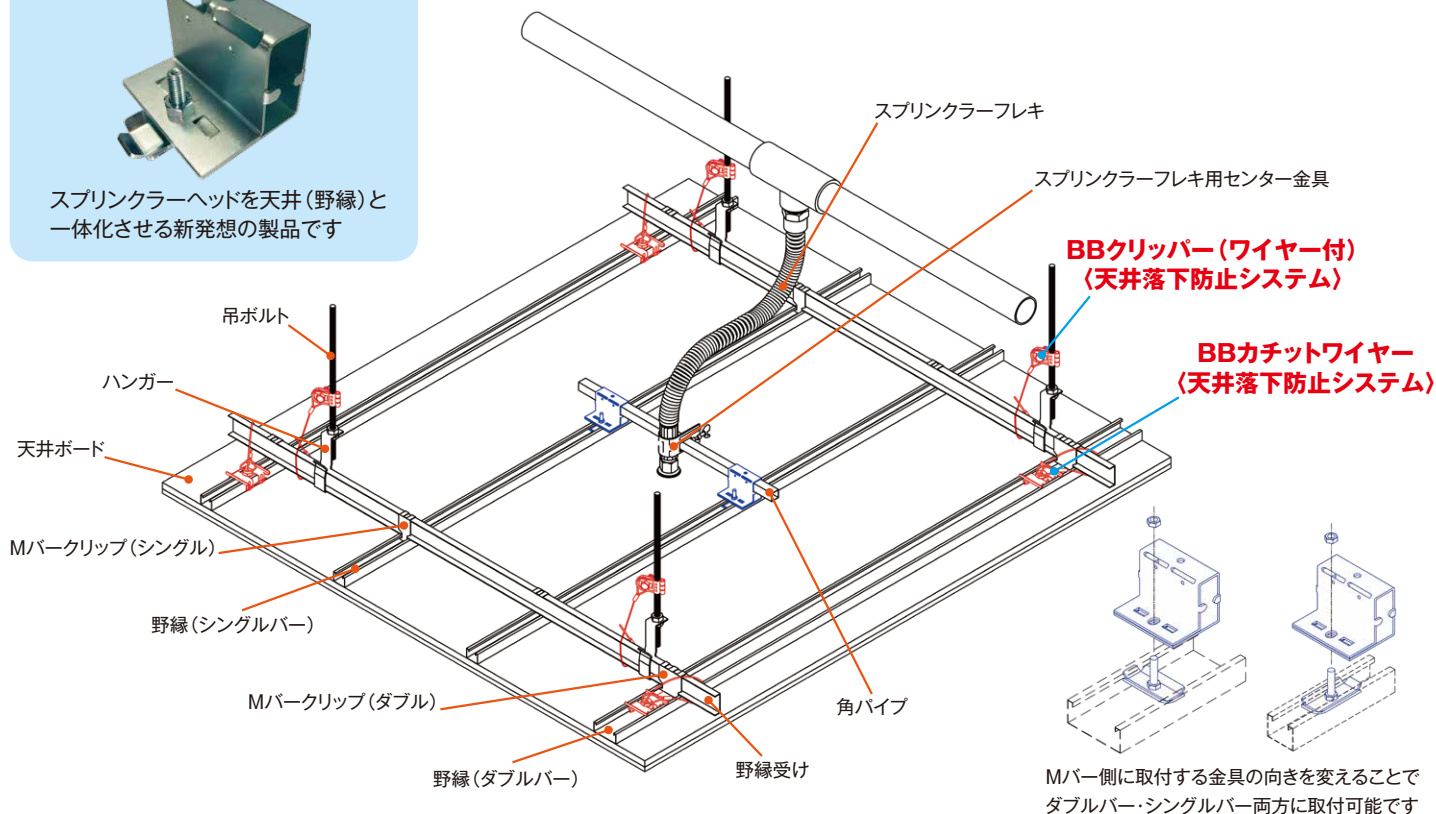 スプリンクラーヘッドを天井（野縁）と
一体化させる新発想の製品です
スプリンクラーフレキ
スプリンクラーフレキ用センター金具
BBクリッパー（ワイヤー付）
〈天井落下防止システム〉
BBカチットワイヤー
〈天井落下防止システム〉
吊ボルト
ハンガー
天井ボード
Mバークリップ（シングル）
野縁（シングルバー）
Mバークリップ（ダブル）
野縁（ダブルバー）
野縁受け
角パイプ
Mバー側に取付する金具の向きを変えることで
ダブルバー・シングルバー両方に取付可能です